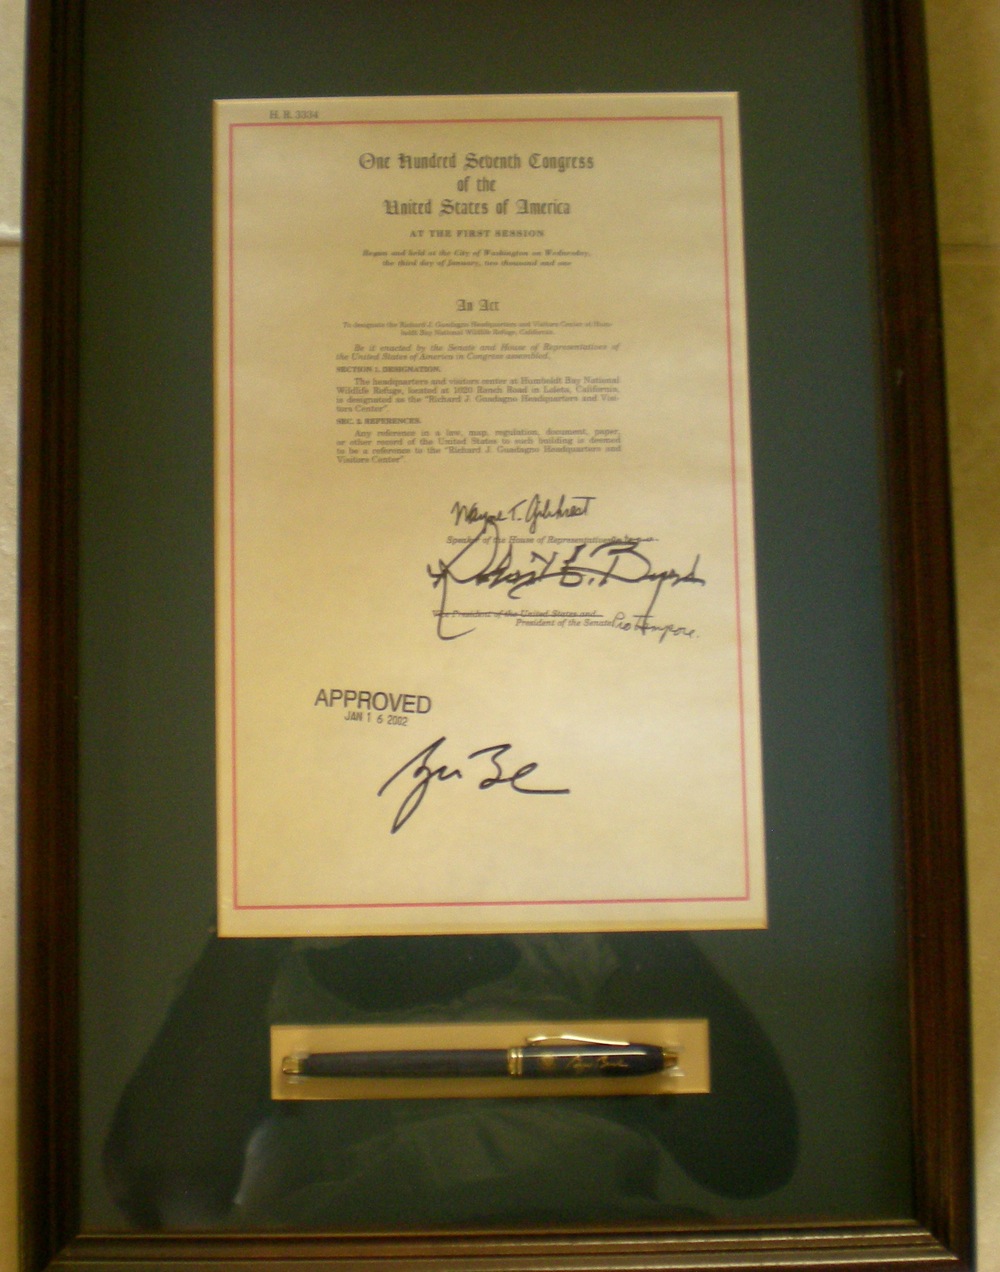 H. R. 3334
One Hundred Seventh Congress
of the
United States of America
AT THE FIRST SESSION
Begun and held at the City of Washington on Wednesday,
the third day of January, two thousand and one
An Act
To designate the Richard J. Guadagno Headquarters and Visitors Center at Hum-
boldt Bay National Wildlife Refuge, California.
Be it enacted by the Senate and House of Representatives of
the United States of America in Congress assembled,
SECTION 1. DESIGNATION.
The headquarters and visitors center at Humboldt Bay National
Wildlife Refuge, located at 1020 Ranch Road in Loleta, California,
is designated as the "Richard J. Guadagno Headquarters and Visi-
tors Center".
SEC. 2. REFERENCES.
Any reference in a law, map, regulation, document, paper,
or other record of the United States to such building is deemed
to be a reference to the "Richard J. Guadagno Headquarters and
Visitors Center".
Wayne T. Gilchrest
Speaker of the House of Representatives
Robert C. Byrd
Vice President of the United States and
President of the Senate Pro Tempore.
APPROVED
JAN 16 2002